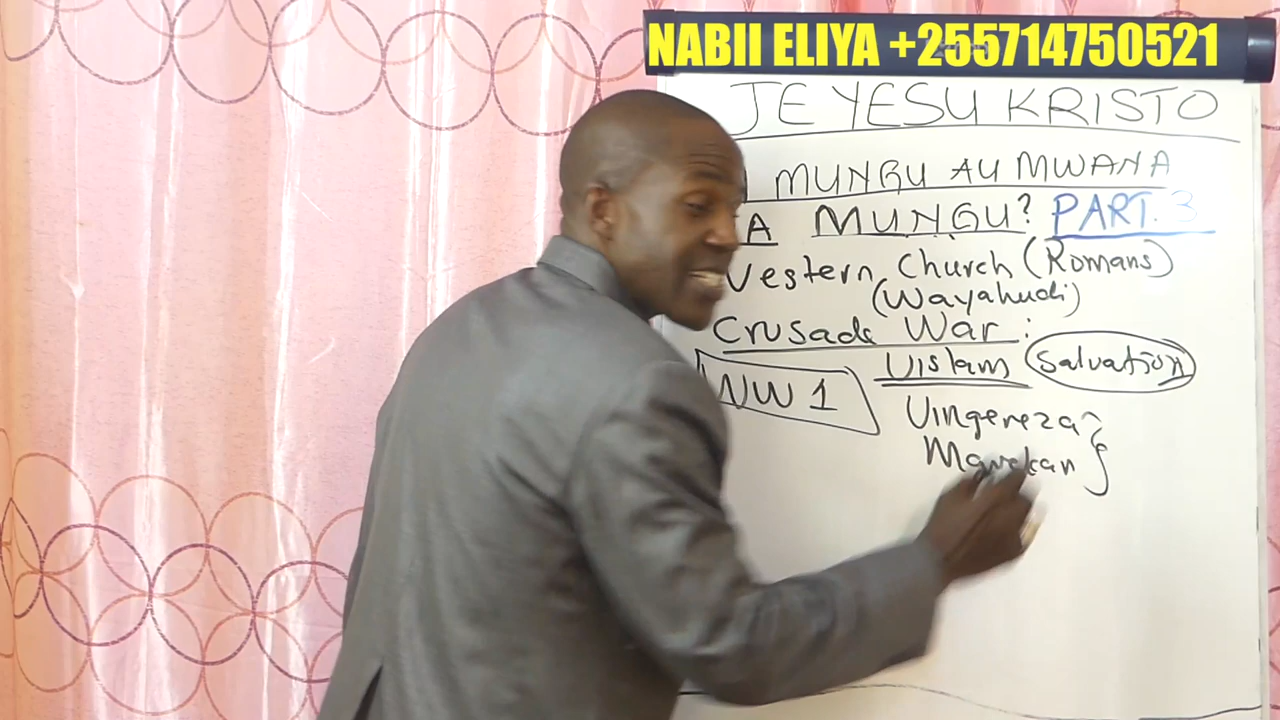 NABII ELIYA +255714750521
JE YESU KRISTO
MUNGU AU MWANA
A MUNGU? PART. 3
Western Church (Romans)
(Wayahudi)
Crusade War :
Uislam Salvation
WW 1
Uingereza